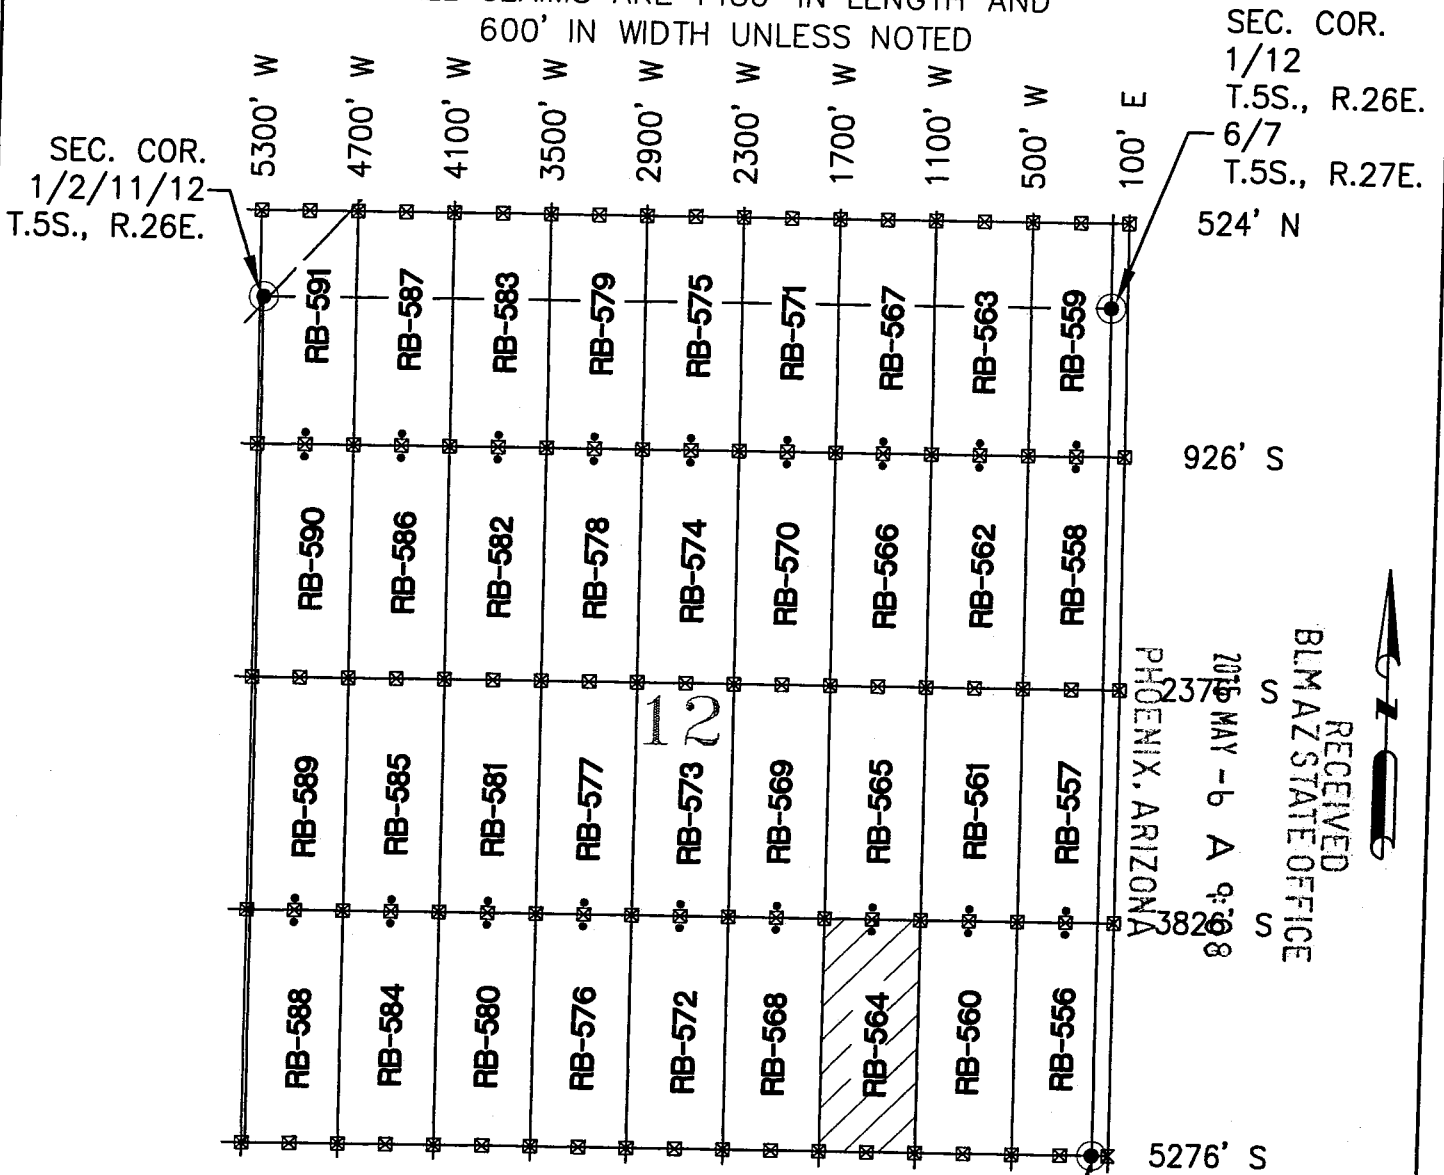 600' IN WIDTH UNLESS NOTED
SEC. COR.
1/12
T.5S., R.26E.
6/7
T.5S., R.27E.
SEC. COR.
1/2/11/12
T.5S., R.26E.
5300' W
4700' W
4100' W
3500' W
2900' W
2300' W
1700' W
1100' W
500' W
100' E
524' N
RB-591
RB-587
RB-583
RB-579
RB-575
RB-571
RB-567
RB-563
RB-559
926' S
RB-590
RB-586
RB-582
RB-578
RB-574
RB-570
RB-566
RB-562
RB-558
2376' S
12
RB-589
RB-585
RB-581
RB-577
RB-573
RB-569
RB-565
RB-561
RB-557
3826' S
RB-588
RB-584
RB-580
RB-576
RB-572
RB-568
RB-564
RB-560
RB-556
5276' S
RECEIVED
BLM AZ STATE OFFICE
MAY -6 A 9:08
PHOENIX, ARIZONA
N